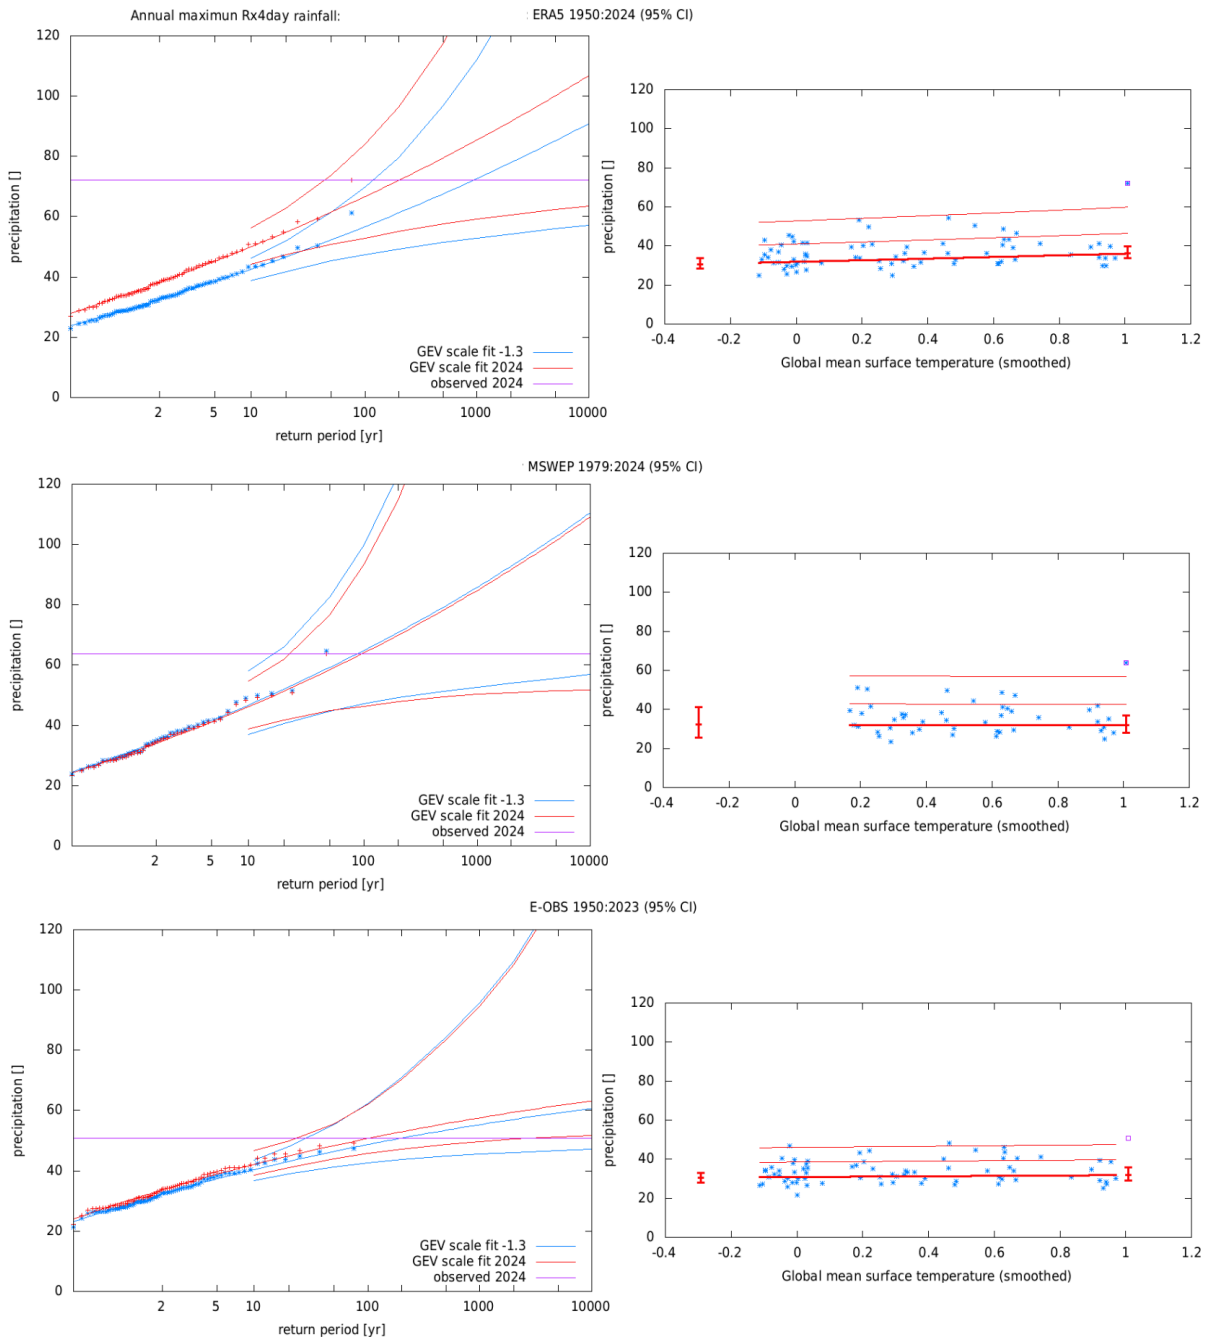 Annual maximun Rx4day rainfall: : ERA5 1950:2024 (95% CI)
120
100
80
60
40
20
0
precipitation []
2 5 10 100 1000 10000
return period [yr]
GEV scale fit -1.3
GEV scale fit 2024
observed 2024
120
100
80
60
40
20
0
precipitation []
-0.4 -0.2 0 0.2 0.4 0.6 0.8 1 1.2
Global mean surface temperature (smoothed)
MSWEP 1979:2024 (95% CI)
120
100
80
60
40
20
0
precipitation []
2 5 10 100 1000 10000
return period [yr]
GEV scale fit -1.3
GEV scale fit 2024
observed 2024
120
100
80
60
40
20
0
precipitation []
-0.4 -0.2 0 0.2 0.4 0.6 0.8 1 1.2
Global mean surface temperature (smoothed)
E-OBS 1950:2023 (95% CI)
120
100
80
60
40
20
0
precipitation []
2 5 10 100 1000 10000
return period [yr]
GEV scale fit -1.3
GEV scale fit 2024
observed 2024
120
100
80
60
40
20
0
precipitation []
-0.4 -0.2 0 0.2 0.4 0.6 0.8 1 1.2
Global mean surface temperature (smoothed)